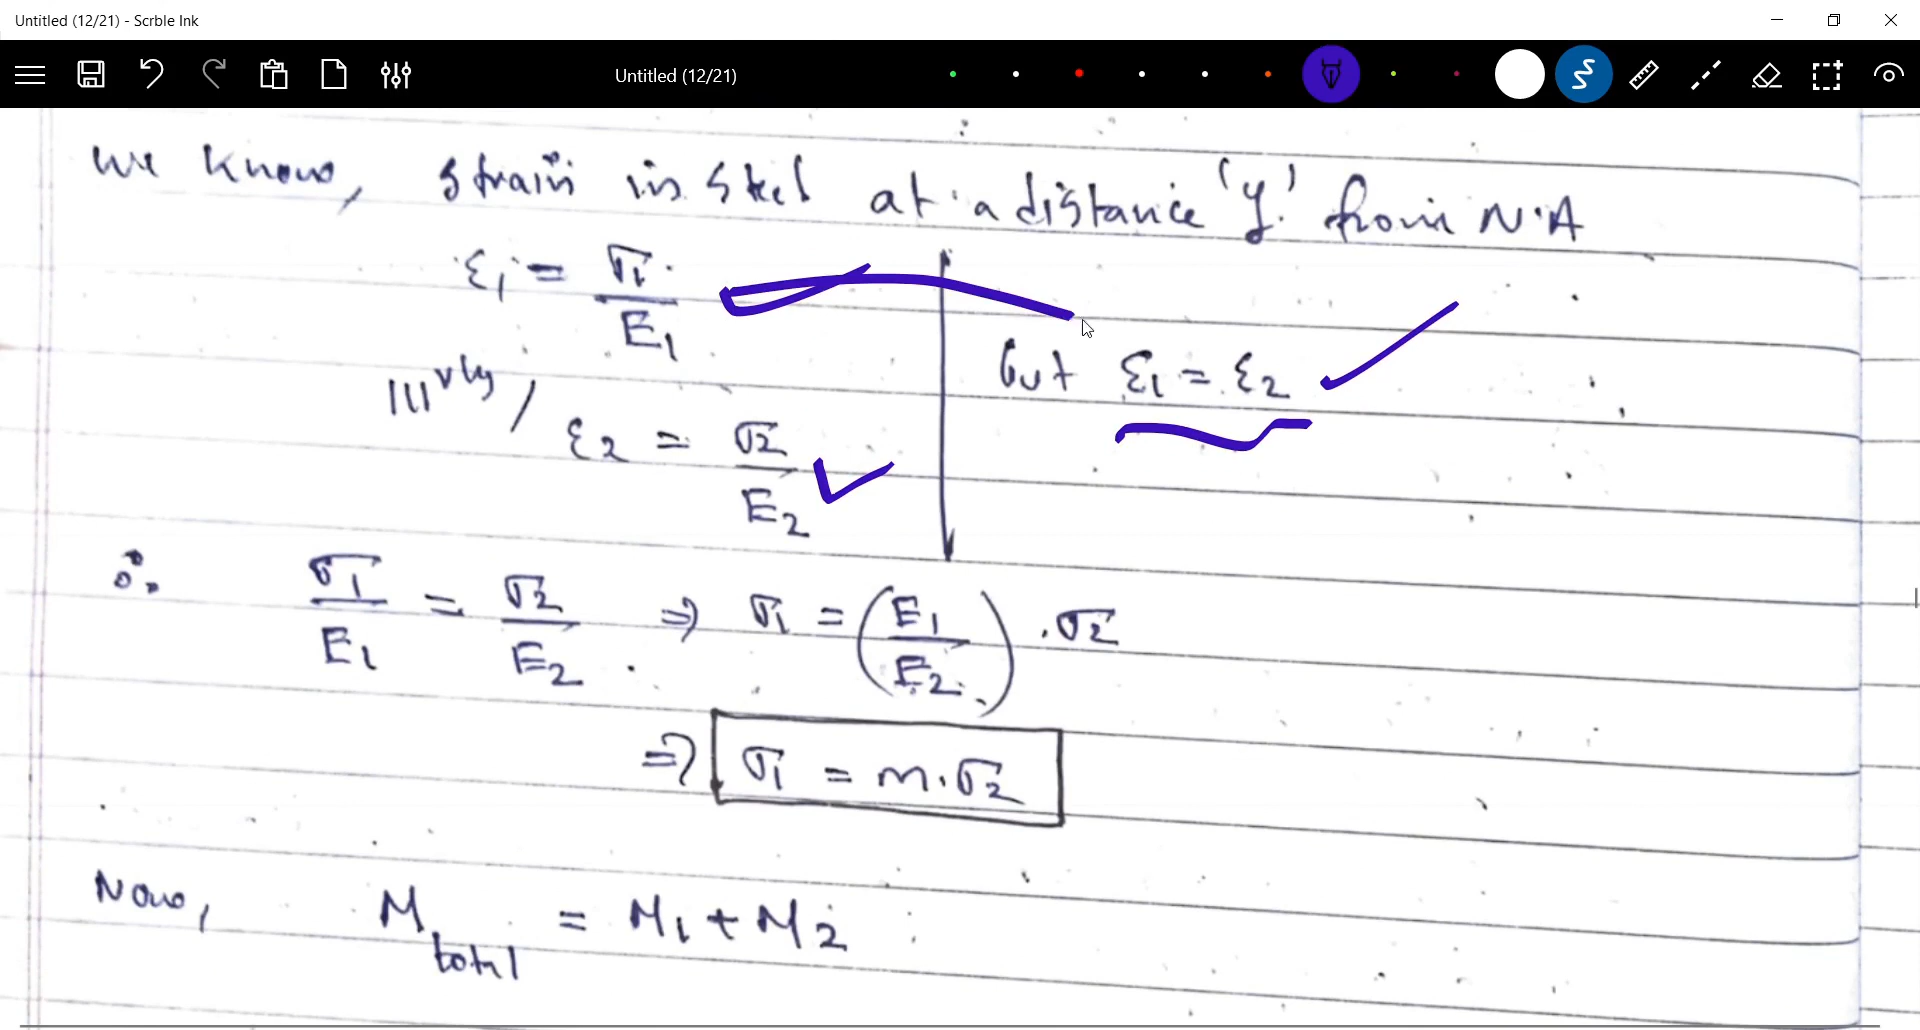 Untitled (12/21) - Scrble Ink
Untitled (12/21)
We know, strain in steel at a distance 'y' from N.A
ε₁ = σ₁/E₁
but ε₁ = ε₂
IIIrly/ ε₂ = σ₂/E₂
∴ σ₁/E₁ = σ₂/E₂ ⇒ σ₁ = (E₁/E₂) . σ₂
⇒ σ₁ = m.σ₂
Now, M total = M₁ + M₂